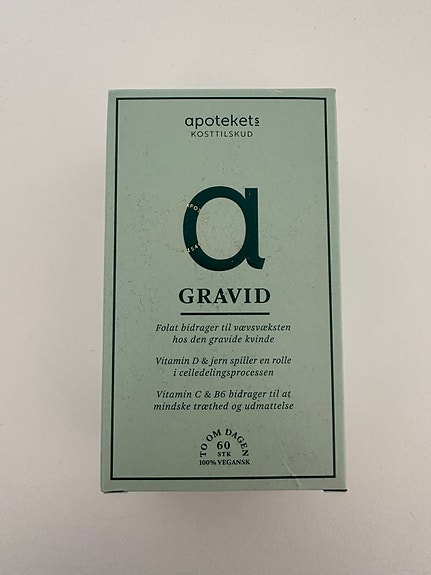 apotekets
KOSTTILSKUD
a
GRAVID
Folat bidrager til vævsvæksten
hos den gravide kvinde
Vitamin D & jern spiller en rolle
i celledelingsprocessen
Vitamin C & B6 bidrager til at
mindske træthed og udmattelse
TO OM DAGEN
60
STK
100% VEGANSK